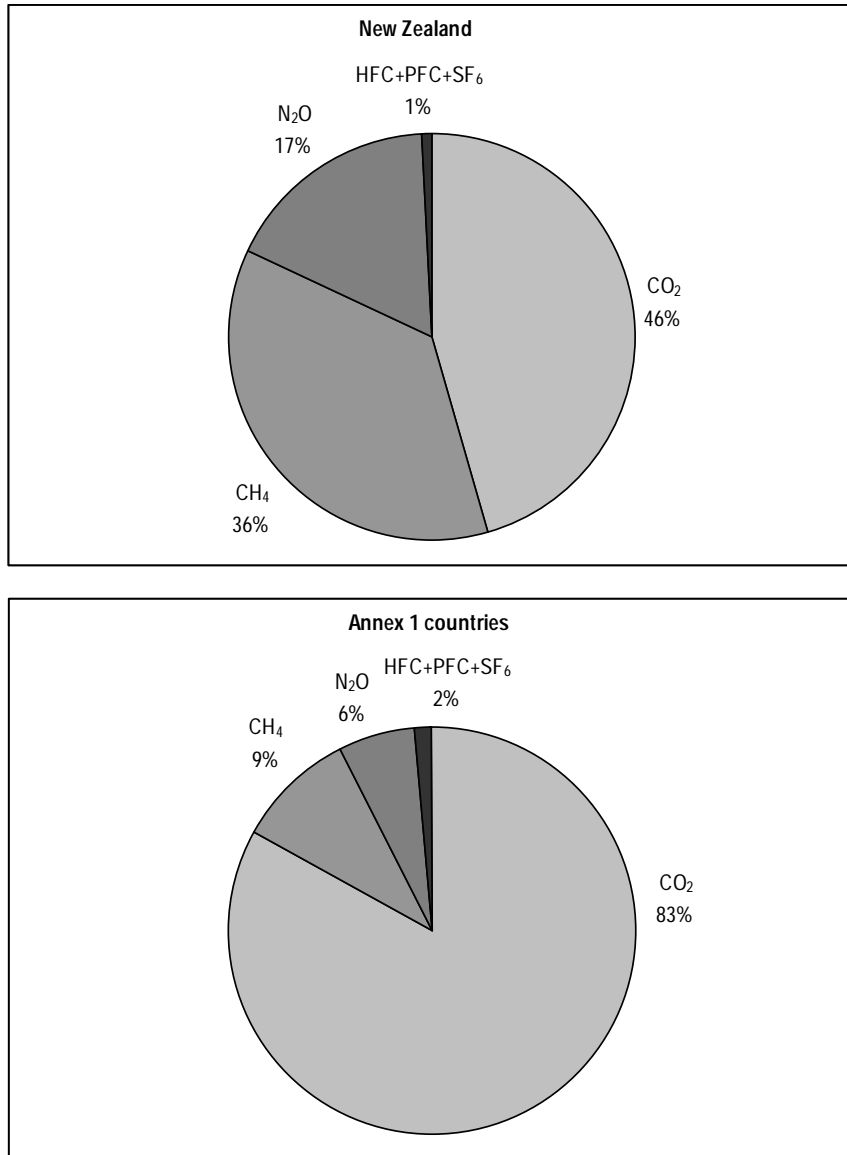 New Zealand
HFC+PFC+SF₆
1%
N₂O
17%
CO₂
46%
CH₄
36%
Annex 1 countries
HFC+PFC+SF₆
2%
N₂O
6%
CH₄
9%
CO₂
83%